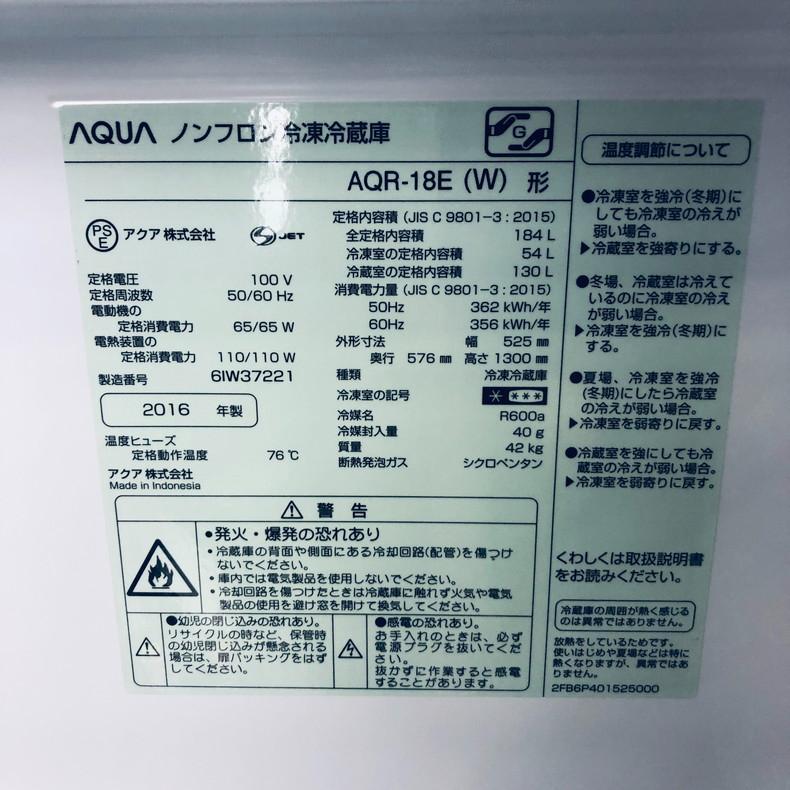 AQUA ノンフロン冷凍冷蔵庫
G
AQR-18E (W) 形
PS
E
アクア 株式会社
S JET
定格電圧 100 V
定格周波数 50/60 Hz
電動機の
定格消費電力 65/65 W
電熱装置の
定格消費電力 110/110 W
製造番号 6IW37221
2016 年製
温度ヒューズ
定格動作温度 76 ℃
アクア 株式会社
Made in Indonesia
定格内容積 (JIS C 9801-3 : 2015)
全定格内容積 184 L
冷凍室の定格内容積 54 L
冷蔵室の定格内容積 130 L
消費電力量 (JIS C 9801-3 : 2015)
50Hz 362 kWh/年
60Hz 356 kWh/年
外形寸法 幅 525 ㎜
奥行 576 ㎜ 高さ 1300 ㎜
種類 冷凍冷蔵庫
冷凍室の記号 * ***
冷媒名 R600a
冷媒封入量 40 g
質量 42 kg
断熱発泡ガス シクロペンタン
⚠ 警 告
●発火・爆発の恐れあり
・冷蔵庫の背面や側面にある冷却回路(配管)を傷つけ
ないでください。
・庫内では電気製品を使用しないでください。
・冷却回路を傷つけたときは冷蔵庫に触れず火気や電気
製品の使用を避け窓を開けて換気してください。
●幼児の閉じ込みの恐れあり。
リサイクルの時など、保管時
の幼児閉じ込みが懸念される
場合は、扉パッキングをはず
してください。
●感電の恐れあり。
お手入れのときは、必ず
電源プラグを抜いてくだ
さい。
抜かずに作業すると感電
することがあります。
温度調節について
●冷凍室を強冷(冬期)に
しても冷凍室の冷えが
弱い場合。
▶冷蔵室を強寄りにする。
●冬場、冷蔵室は冷えて
いるのに冷凍室の冷え
が弱い場合。
▶冷凍室を強冷(冬期)に
する。
●夏場、冷凍室を強冷
(冬期)にしたら冷蔵室
の冷えが弱い場合。
▶冷凍室を弱寄りに戻す。
●冷蔵室を強にしても冷
蔵室の冷えが弱い場合。
▶冷凍室を弱寄りに戻す。
くわしくは取扱説明書
をお読みください。
冷蔵庫の周囲が熱く感じる
のは異常ではありません。
放熱をしているためです。
使いはじめや夏場などは特に
熱くなりますが、異常ではあ
りません。
2FB6P401525000